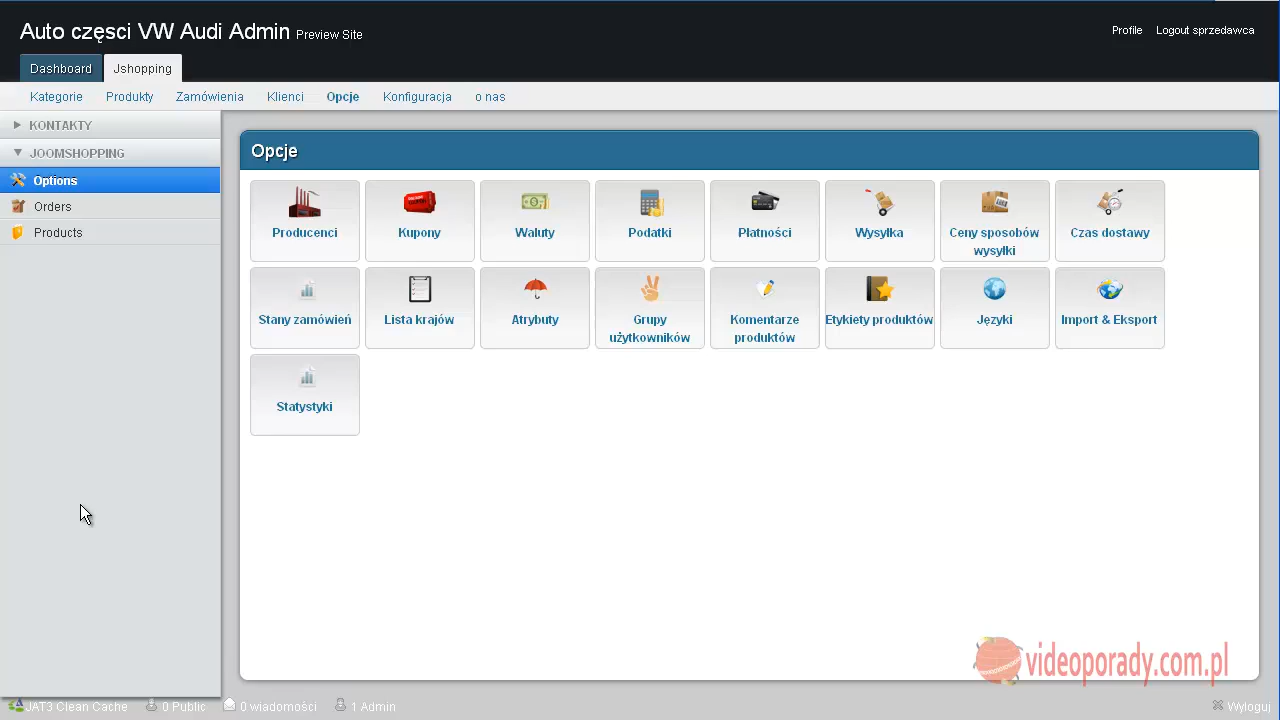 Auto części VW Audi Admin Preview Site
Profile Logout sprzedawca
Dashboard Jshopping
Kategorie Produkty Zamówienia Klienci Opcje Konfiguracja o nas
KONTAKTY
JOOMSHOPPING
Options
Orders
Products
Opcje
Producenci Kupony Waluty Podatki Płatności Wysyłka Ceny sposobów wysyłki Czas dostawy
Stany zamówień Lista krajów Atrybuty Grupy użytkowników Komentarze produktów Etykiety produktów Języki Import & Eksport
Statystyki
videoporady.com.pl
JAT3 Clean Cache 0 Public 0 wiadomości 1 Admin Wyloguj